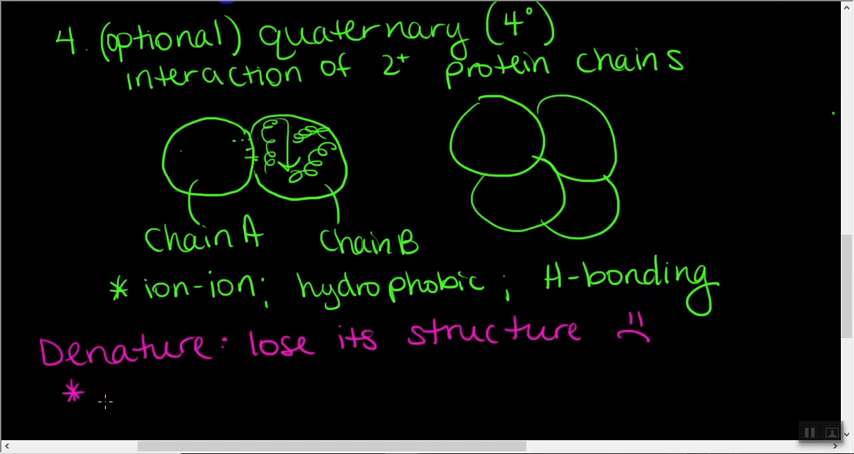 4. (optional) quaternary (4°)
interaction of 2+ protein chains
Chain A
Chain B
* ion-ion; hydrophobic; H-bonding
Denature: lose its structure :(
*